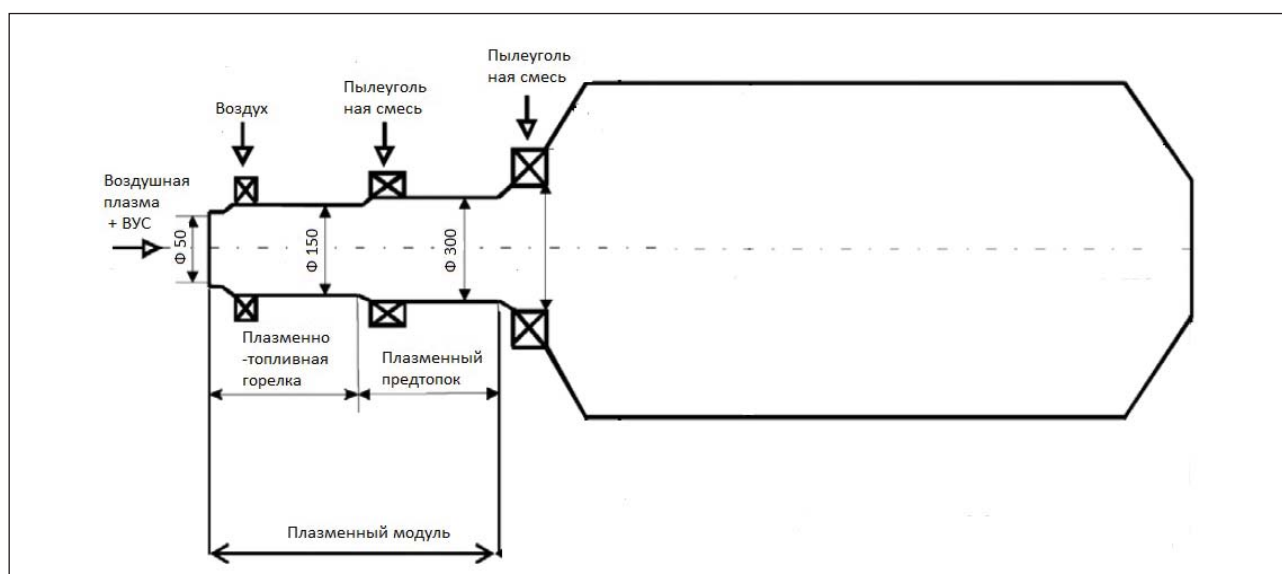 Пылеуголь
ная смесь
Пылеуголь
ная смесь
Воздух
Воздушная
плазма
+ ВУС
Ф 50
Ф 150
Ф 300
Плазменно
-топливная
горелка
Плазменный
предтопок
Плазменный модуль